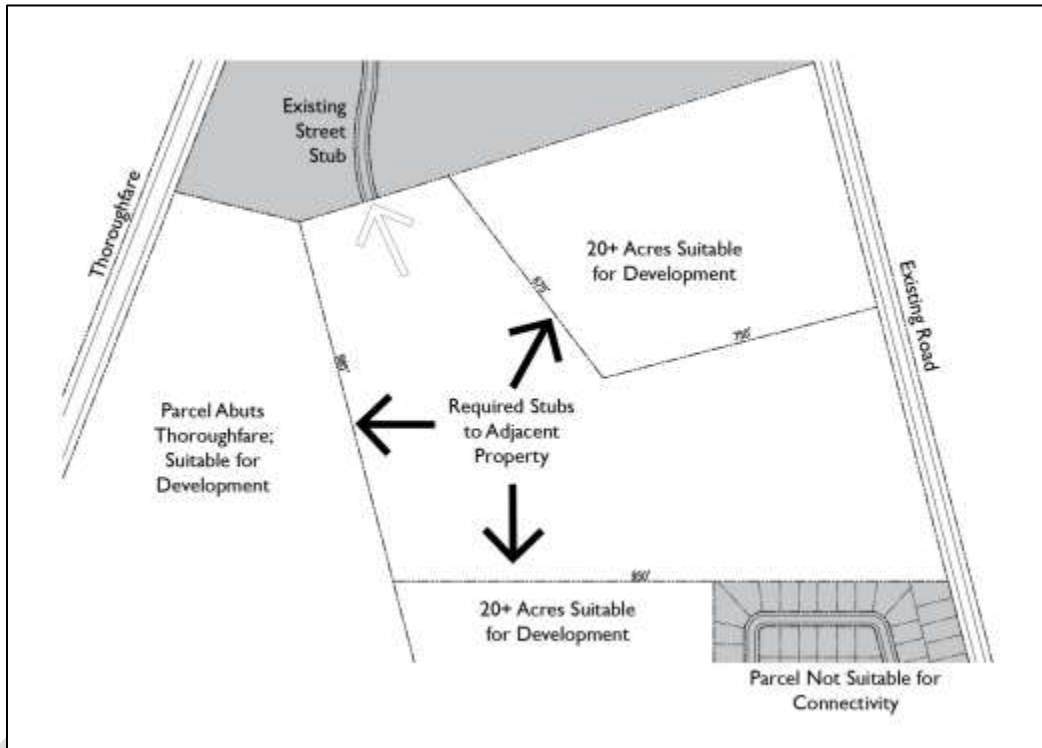 Existing
Street
Stub
Thoroughfare
20+ Acres Suitable
for Development
Existing Road
675'
Parcel Abuts
Thoroughfare;
Suitable for
Development
Required Stubs
to Adjacent
Property
20+ Acres Suitable
for Development
Parcel Not Suitable for
Connectivity